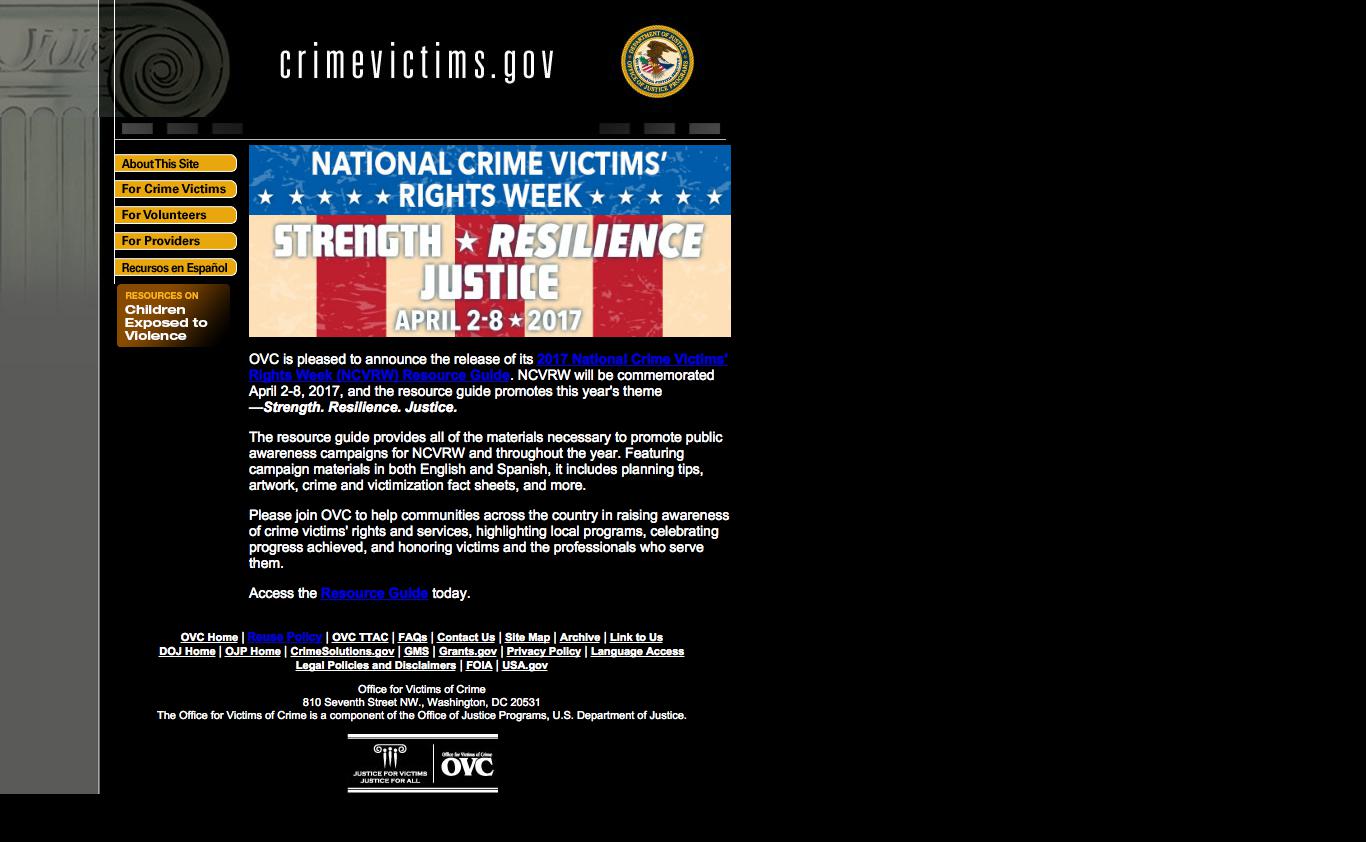 crimevictims.gov
DEPARTMENT OF JUSTICE
OFFICE OF JUSTICE PROGRAMS
About This Site
For Crime Victims
For Volunteers
For Providers
Recursos en Español
RESOURCES ON
Children
Exposed to
Violence
NATIONAL CRIME VICTIMS'
RIGHTS WEEK
STRENGTH ★ RESILIENCE
JUSTICE
APRIL 2-8 ★ 2017
OVC is pleased to announce the release of its 2017 National Crime Victims'
Rights Week (NCVRW) Resource Guide. NCVRW will be commemorated
April 2-8, 2017, and the resource guide promotes this year's theme
—Strength. Resilience. Justice.
The resource guide provides all of the materials necessary to promote public
awareness campaigns for NCVRW and throughout the year. Featuring
campaign materials in both English and Spanish, it includes planning tips,
artwork, crime and victimization fact sheets, and more.
Please join OVC to help communities across the country in raising awareness
of crime victims' rights and services, highlighting local programs, celebrating
progress achieved, and honoring victims and the professionals who serve
them.
Access the Resource Guide today.
OVC Home | Reuse Policy | OVC TTAC | FAQs | Contact Us | Site Map | Archive | Link to Us
DOJ Home | OJP Home | CrimeSolutions.gov | GMS | Grants.gov | Privacy Policy | Language Access
Legal Policies and Disclaimers | FOIA | USA.gov
Office for Victims of Crime
810 Seventh Street NW., Washington, DC 20531
The Office for Victims of Crime is a component of the Office of Justice Programs, U.S. Department of Justice.
JUSTICE FOR VICTIMS
JUSTICE FOR ALL
Office for Victims of Crime
OVC